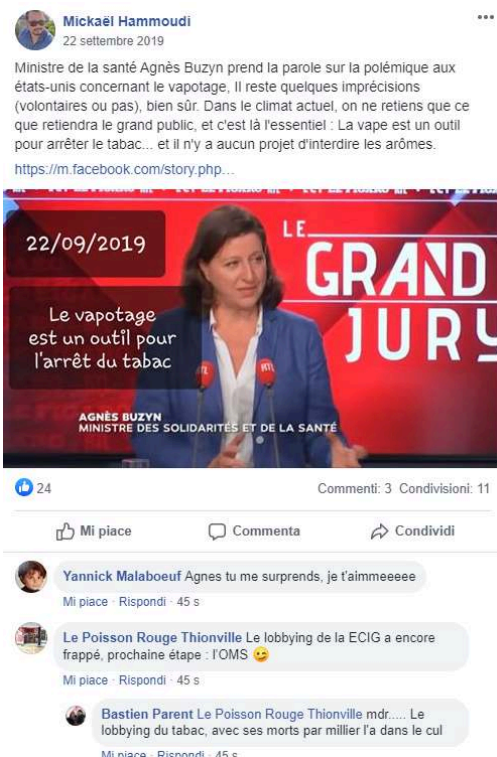 Mickaël Hammoudi
22 settembre 2019
Ministre de la santé Agnès Buzyn prend la parole sur la polémique aux
états-unis concernant le vapotage, Il reste quelques imprécisions
(volontaires ou pas), bien sûr. Dans le climat actuel, on ne retiens que ce
que retiendra le grand public, et c'est là l'essentiel : La vape est un outil
pour arrêter le tabac... et il n'y a aucun projet d'interdire les arômes.
https://m.facebook.com/story.php...
22/09/2019
Le vapotage
est un outil pour
l'arrêt du tabac
LE
GRAND
JURY
RTL
RTL
AGNÈS BUZYN
MINISTRE DES SOLIDARITÉS ET DE LA SANTÉ
24
Commenti: 3 Condivisioni: 11
Mi piace
Commenta
Condividi
Yannick Malaboeuf Agnes tu me surprends, je t'aimmeeeee
Mi piace · Rispondi · 45 s
Le Poisson Rouge Thionville Le lobbying de la ECIG a encore
frappé, prochaine étape : l'OMS 😉
Mi piace · Rispondi · 45 s
Bastien Parent Le Poisson Rouge Thionville mdr..... Le
lobbying du tabac, avec ses morts par millier l'a dans le cul
Mi piace · Rispondi · 45 s